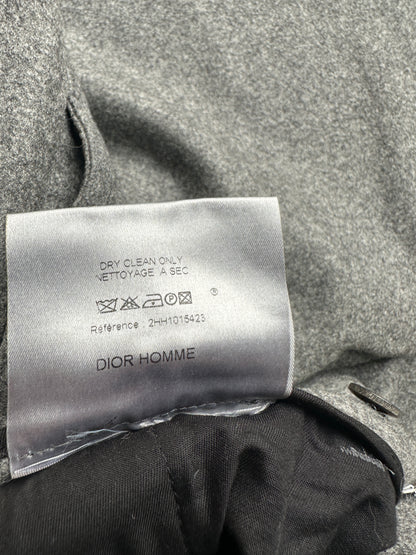 DRY CLEAN ONLY
NETTOYAGE A SEC
P
®
Référence 2HH1015423
DIOR HOMME